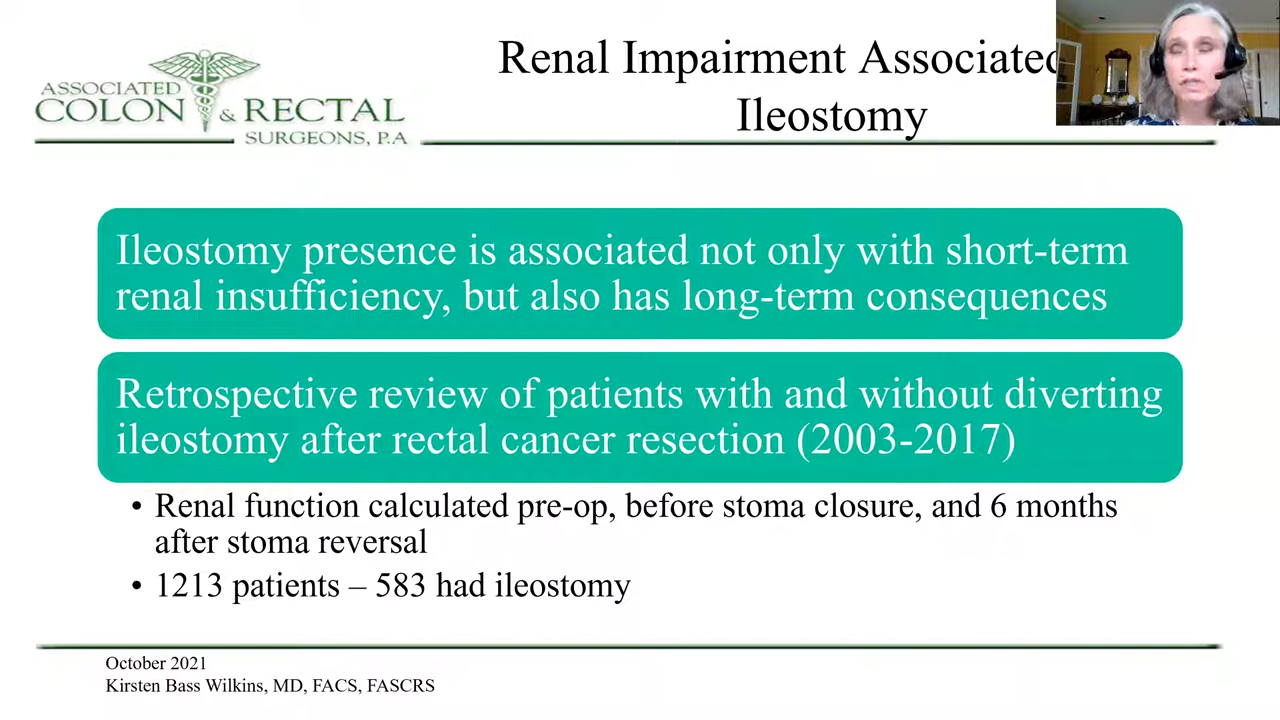 ASSOCIATED
COLON & RECTAL
SURGEONS, P.A
Renal Impairment Associated
Ileostomy
Ileostomy presence is associated not only with short-term
renal insufficiency, but also has long-term consequences
Retrospective review of patients with and without diverting
ileostomy after rectal cancer resection (2003-2017)
• Renal function calculated pre-op, before stoma closure, and 6 months
after stoma reversal
• 1213 patients – 583 had ileostomy
October 2021
Kirsten Bass Wilkins, MD, FACS, FASCRS